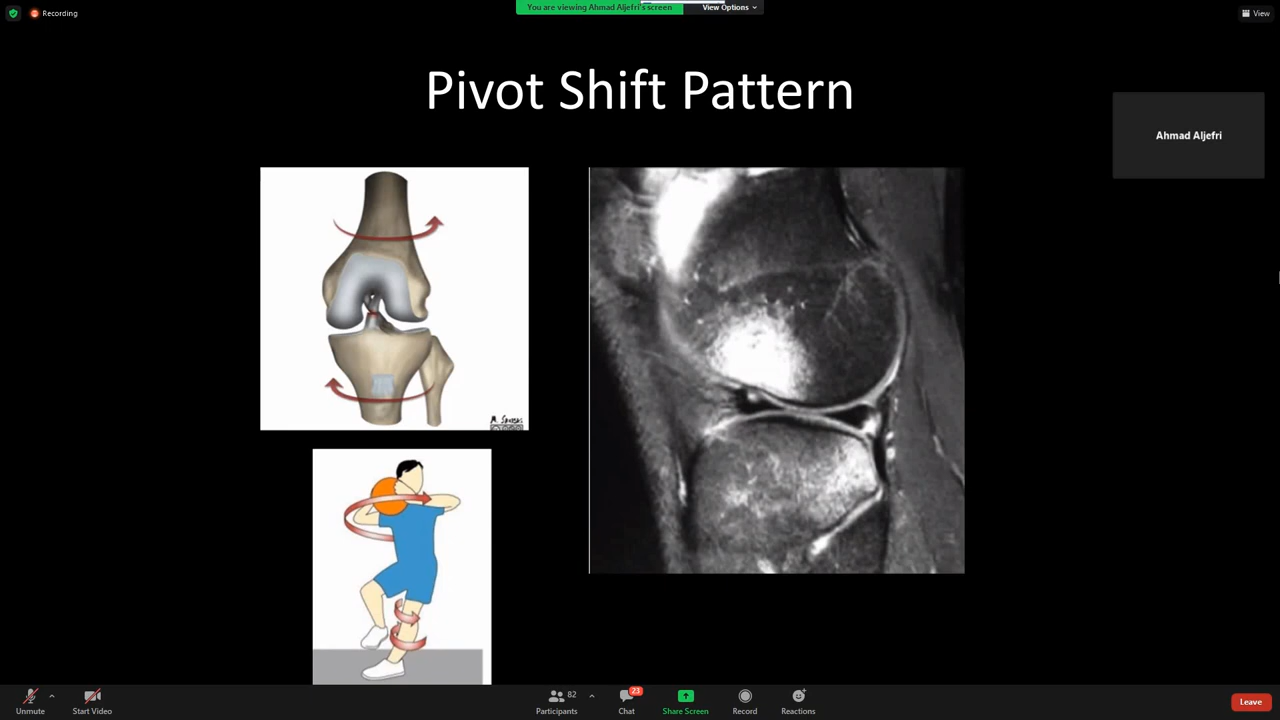 Recording
You are viewing Ahmad Aljefri's screen
View Options
View
Pivot Shift Pattern
Ahmad Aljefri
Unmute
Start Video
82
Participants
23
Chat
Share Screen
Record
Reactions
Leave